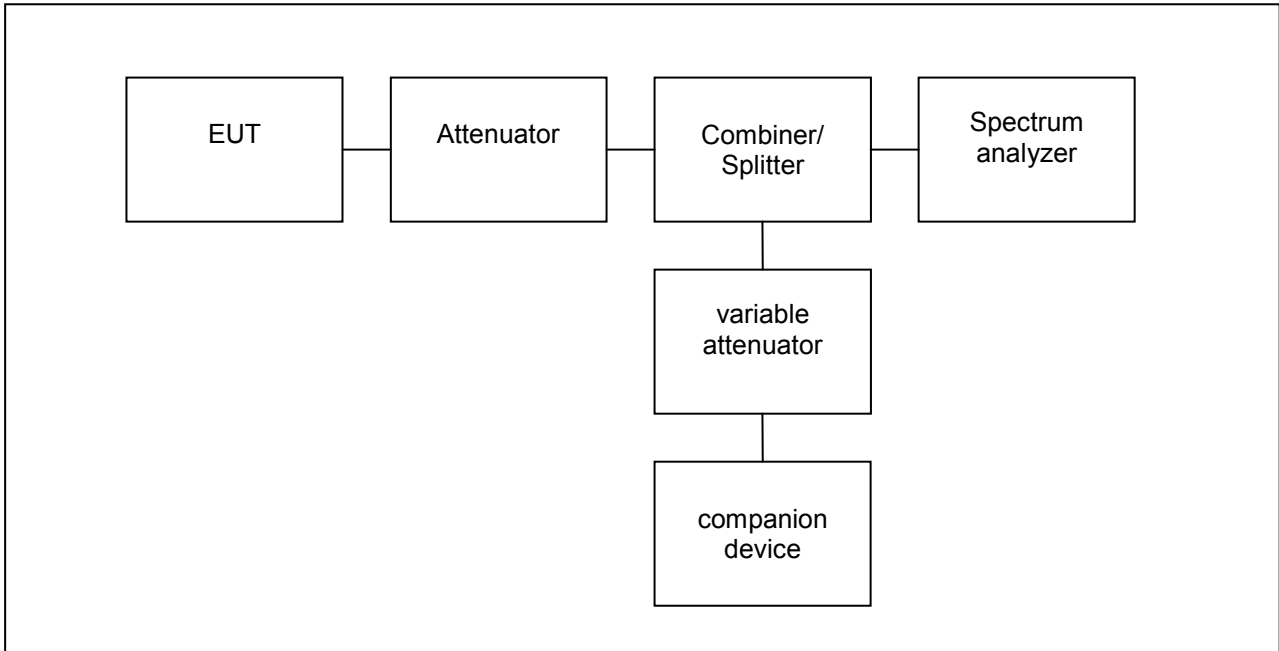 EUT
Attenuator
Combiner/
Splitter
Spectrum
analyzer
variable
attenuator
companion
device